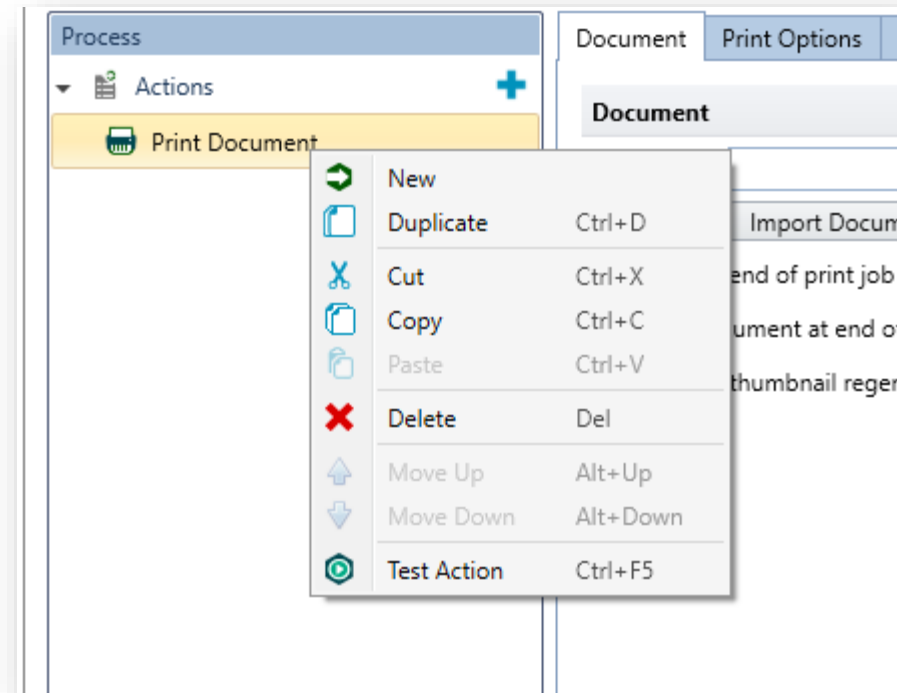 Process
Actions
Print Document
Document
Print Options
Document
Import Docum
end of print job
ument at end o
thumbnail reger
New
Duplicate Ctrl+D
Cut Ctrl+X
Copy Ctrl+C
Paste Ctrl+V
Delete Del
Move Up Alt+Up
Move Down Alt+Down
Test Action Ctrl+F5